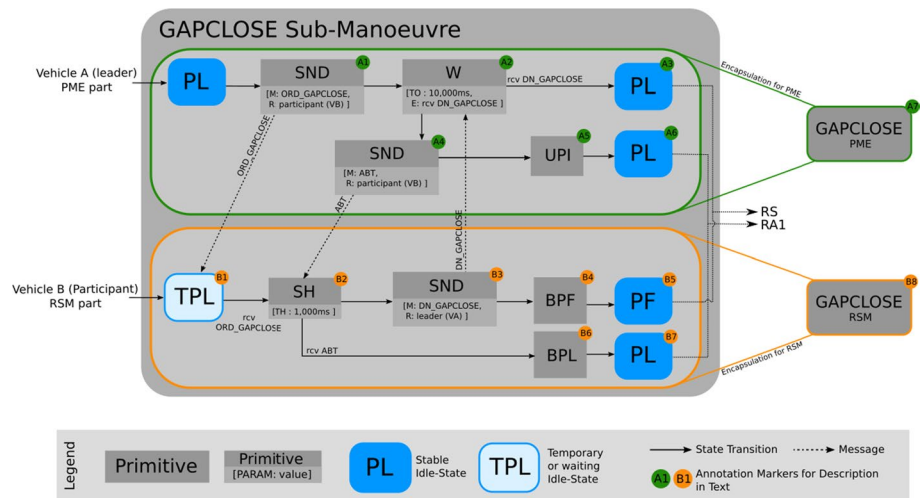 GAPCLOSE Sub-Manoeuvre
Vehicle A (leader)
PME part
PL
SND
A1
[M: ORD_GAPCLOSE,
R: participant (VB) ]
W
A2
[TO : 10,000ms,
E: rcv DN_GAPCLOSE ]
rcv DN_GAPCLOSE
PL
A3
Encapsulation for PME
GAPCLOSE
PME
A7
ORD_GAPCLOSE
SND
A4
[M: ABT,
R: participant (VB) ]
UPI
A5
PL
A6
ABT
DN_GAPCLOSE
RS
RA1
Vehicle B (Participant)
RSM part
TPL
B1
rcv
ORD_GAPCLOSE
SH
B2
[TH : 1,000ms]
SND
B3
[M: DN_GAPCLOSE,
R: leader (VA) ]
BPF
B4
PF
B5
rcv ABT
BPL
B6
PL
B7
GAPCLOSE
RSM
B8
Encapsulation for RSM
Legend
Primitive
Primitive
[PARAM: value]
PL
Stable
Idle-State
TPL
Temporary
or waiting
Idle-State
State Transition
Message
A1
B1
Annotation Markers for Description
in Text